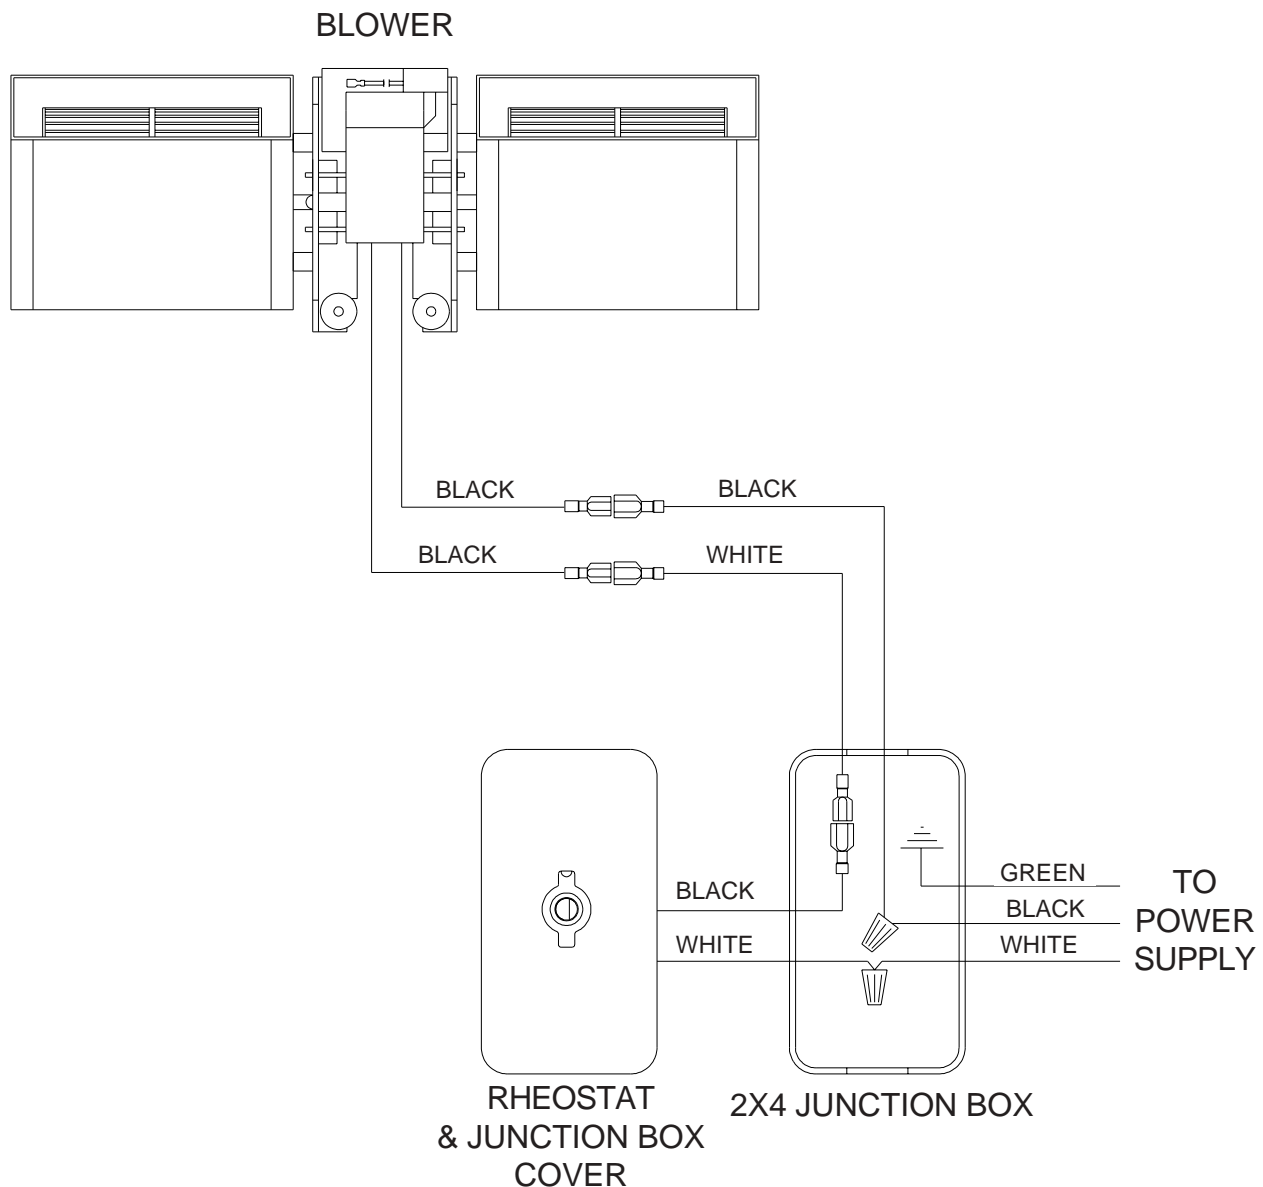 BLOWER
BLACK
BLACK
BLACK
WHITE
GREEN
BLACK
BLACK
WHITE
WHITE
TO
POWER
SUPPLY
RHEOSTAT
& JUNCTION BOX
COVER
2X4 JUNCTION BOX